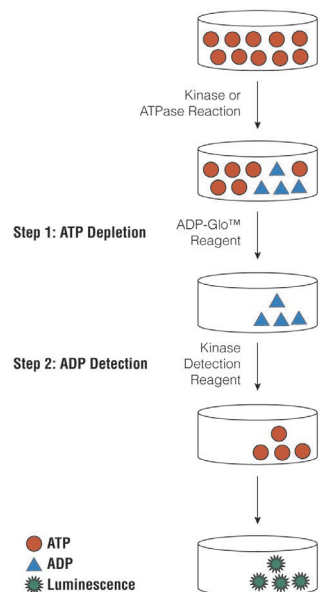 Kinase or
ATPase Reaction
Step 1: ATP Depletion
ADP-Glo™
Reagent
Step 2: ADP Detection
Kinase
Detection
Reagent
ATP
ADP
Luminescence